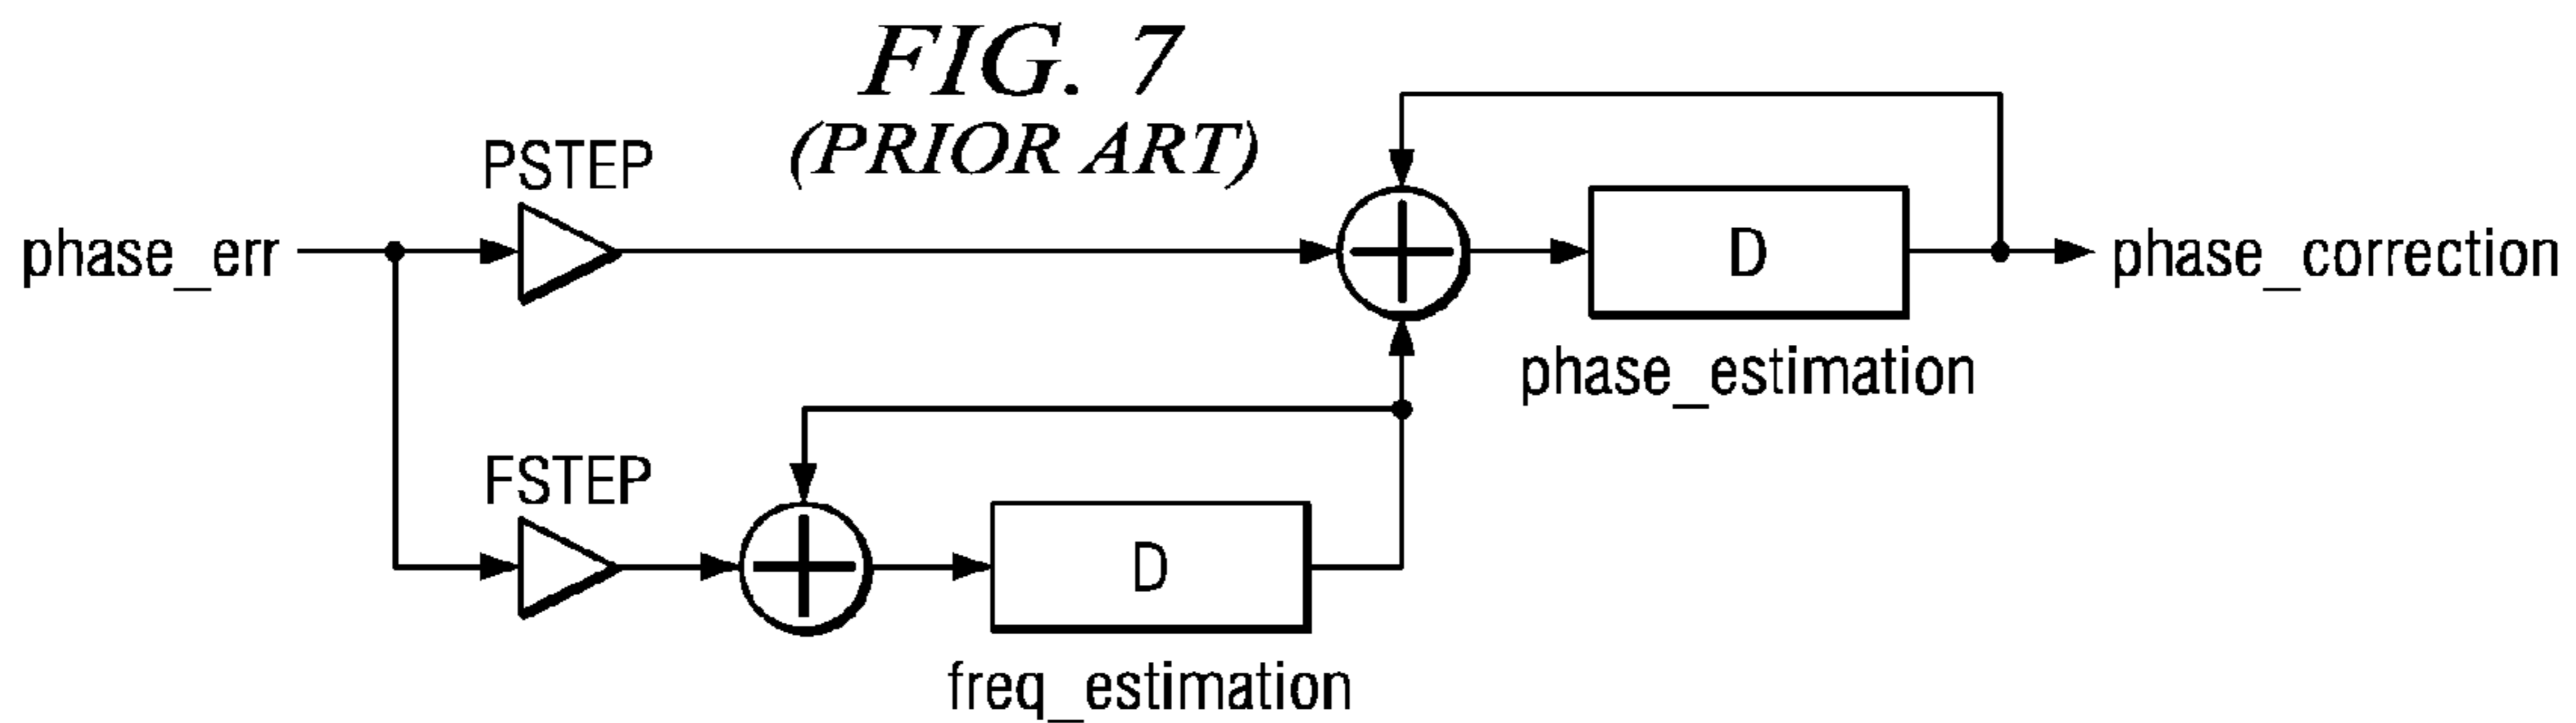 FIG. 7
(PRIOR ART)
PSTEP
phase_err
D
phase_correction
phase_estimation
FSTEP
D
freq_estimation